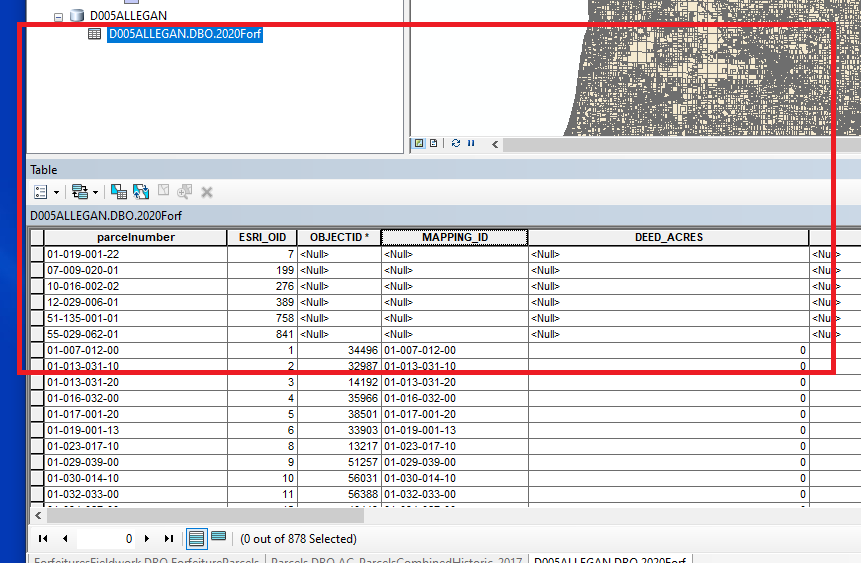 D005ALLEGAN
D005ALLEGAN.DBO.2020Forf
Table
D005ALLEGAN.DBO.2020Forf
parcelnumber ESRI_OID OBJECTID * MAPPING_ID DEED_ACRES
01-019-001-22 7 <Null> <Null> <Null> <Null>
07-009-020-01 199 <Null> <Null> <Null> <Null>
10-016-002-02 276 <Null> <Null> <Null> <Null>
12-029-006-01 389 <Null> <Null> <Null> <Null>
51-135-001-01 758 <Null> <Null> <Null> <Null>
55-029-062-01 841 <Null> <Null> <Null> <Null>
01-007-012-00 1 34496 01-007-012-00 0
01-013-031-10 2 32987 01-013-031-10 0
01-013-031-20 3 14192 01-013-031-20 0
01-016-032-00 4 35966 01-016-032-00 0
01-017-001-20 5 38501 01-017-001-20 0
01-019-001-13 6 33903 01-019-001-13 0
01-023-017-10 8 13217 01-023-017-10 0
01-029-039-00 9 51257 01-029-039-00 0
01-030-014-10 10 56031 01-030-014-10 0
01-032-033-00 11 56388 01-032-033-00 0
0 (0 out of 878 Selected)
ForfeituresFieldwork.DBO.ForfeitureParcels Parcels.DBO.AC_ParcelsCombinedHistoric_2017 D005ALLEGAN.DBO.2020Forf